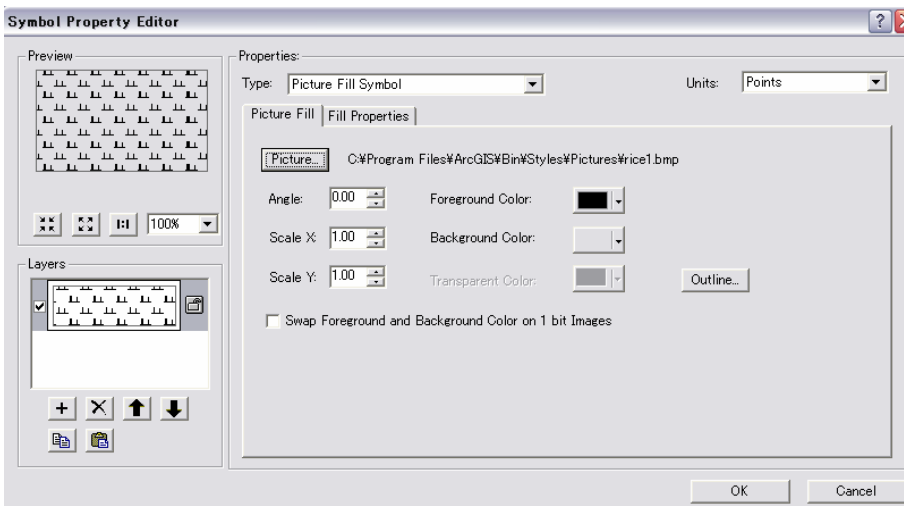 Symbol Property Editor
Preview
100%
Layers
Properties:
Type: Picture Fill Symbol
Units: Points
Picture Fill
Fill Properties
Picture... C:¥Program Files¥ArcGIS¥Bin¥Styles¥Pictures¥rice1.bmp
Angle: 0.00 Foreground Color:
Scale X: 1.00 Background Color:
Scale Y: 1.00 Transparent Color: Outline...
Swap Foreground and Background Color on 1 bit Images
OK Cancel